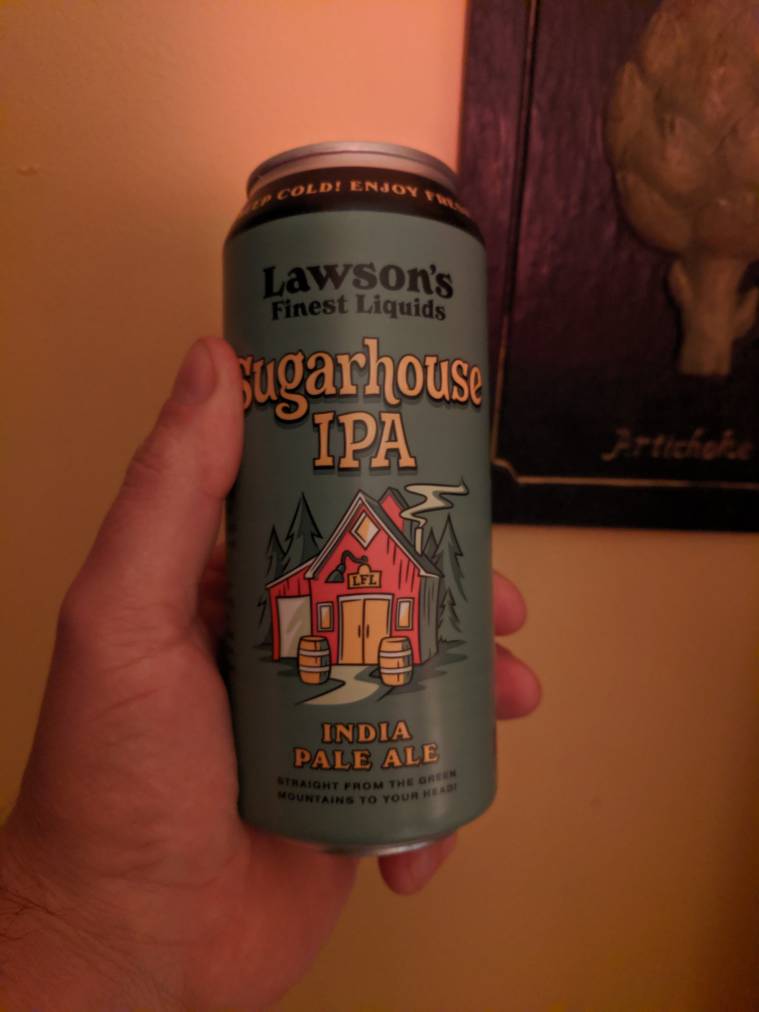 COLD! ENJOY
Lawson's
Finest Liquids
Sugarhouse
IPA
LFL
INDIA
PALE ALE
STRAIGHT FROM THE GREEN
MOUNTAINS TO YOUR HEAD!
Artichoke